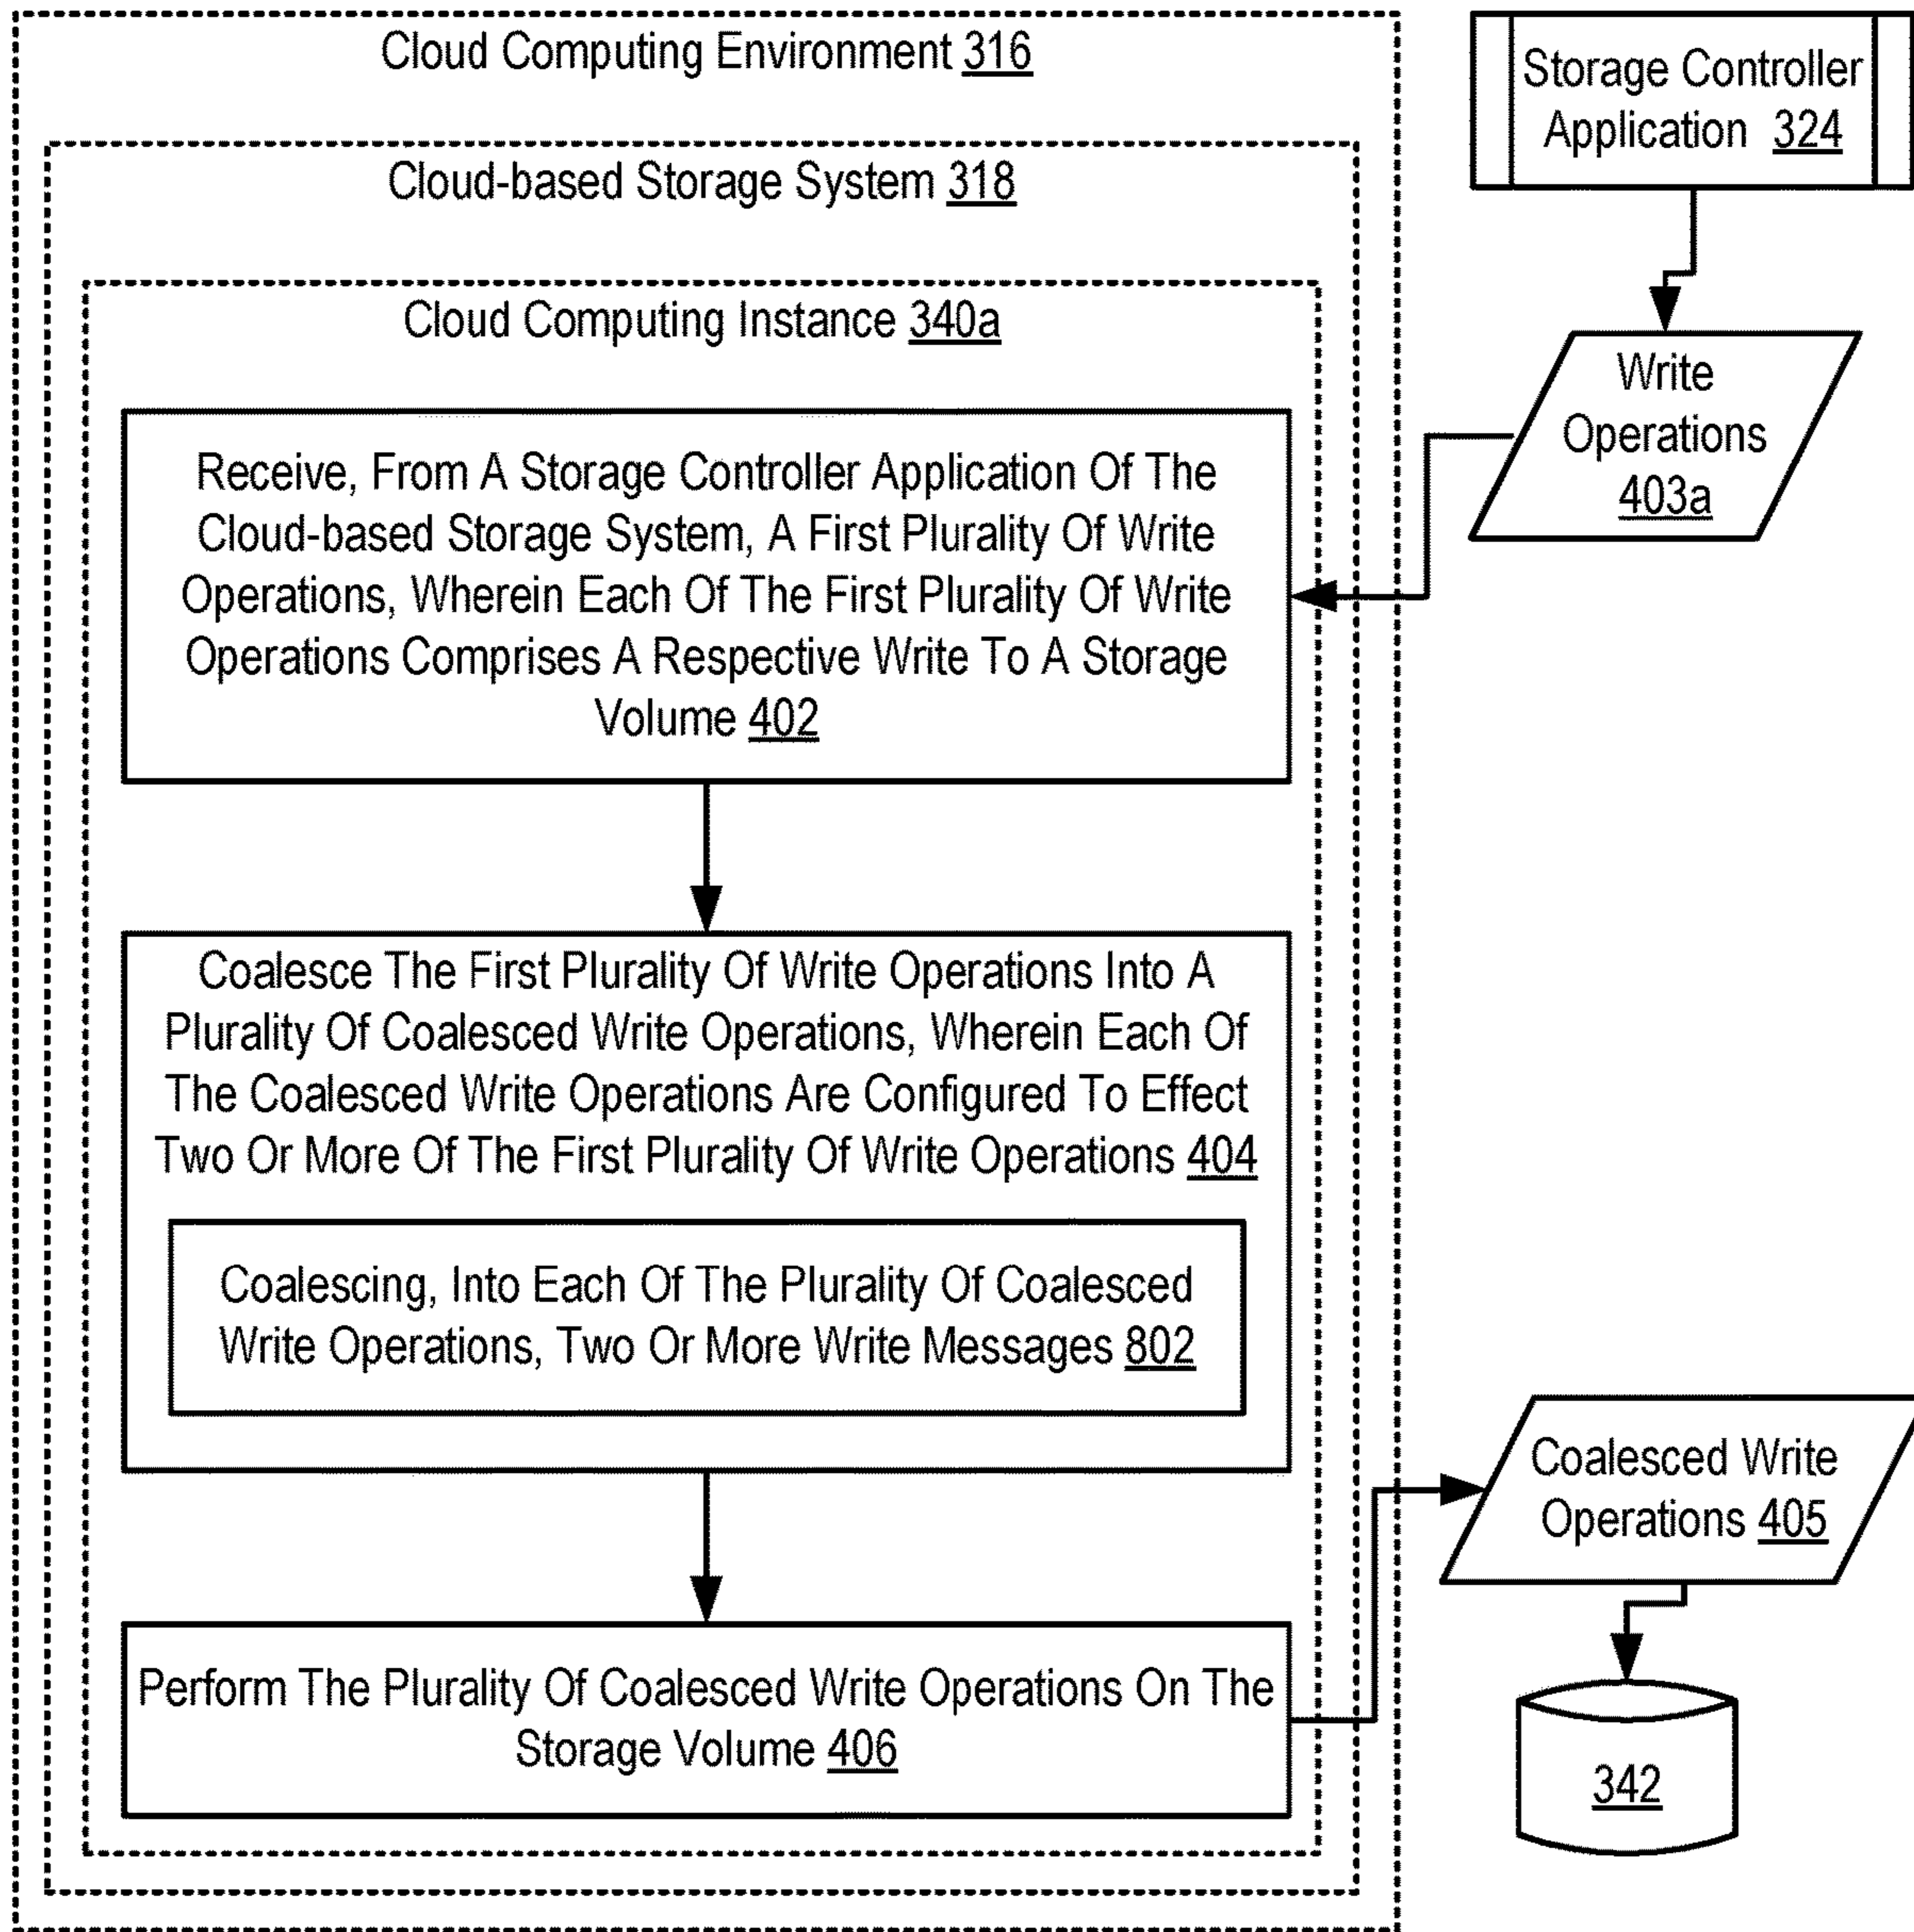 Cloud Computing Environment 316
Cloud-based Storage System 318
Cloud Computing Instance 340a
Receive, From A Storage Controller Application Of The
Cloud-based Storage System, A First Plurality Of Write
Operations, Wherein Each Of The First Plurality Of Write
Operations Comprises A Respective Write To A Storage
Volume 402
Coalesce The First Plurality Of Write Operations Into A
Plurality Of Coalesced Write Operations, Wherein Each Of
The Coalesced Write Operations Are Configured To Effect
Two Or More Of The First Plurality Of Write Operations 404
Coalescing, Into Each Of The Plurality Of Coalesced
Write Operations, Two Or More Write Messages 802
Perform The Plurality Of Coalesced Write Operations On The
Storage Volume 406
Storage Controller
Application 324
Write
Operations
403a
Coalesced Write
Operations 405
342